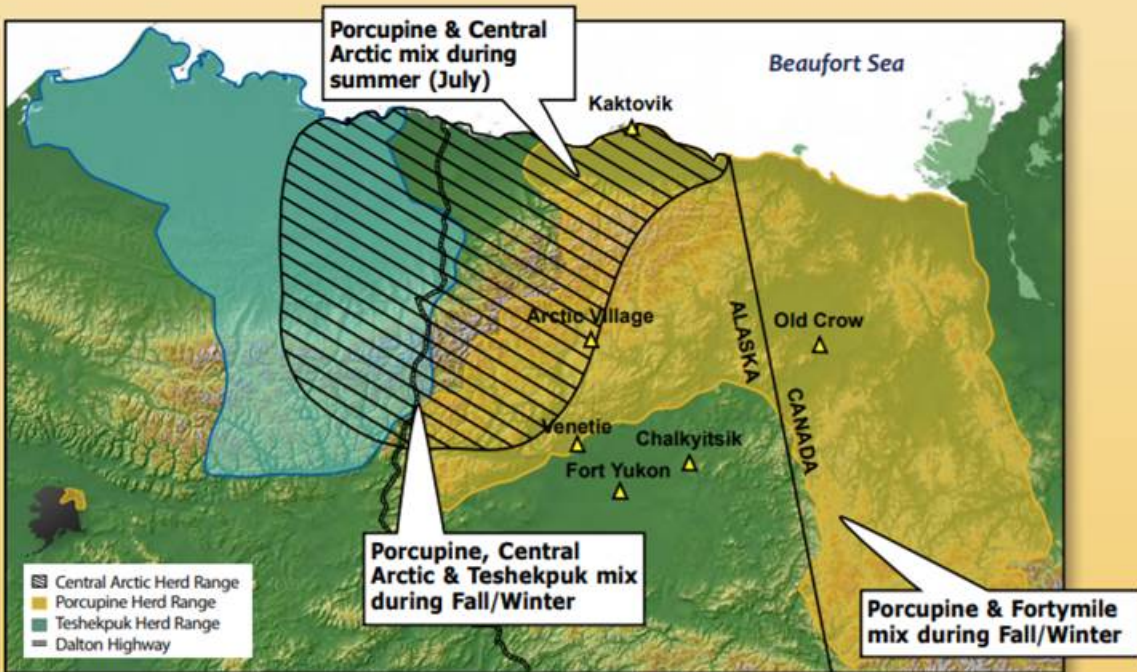 Porcupine & Central
Arctic mix during
summer (July)
Beaufort Sea
Kaktovik
Arctic Village
ALASKA
Old Crow
CANADA
Venetie
Chalkyitsik
Fort Yukon
Porcupine, Central
Arctic & Teshekpuk mix
during Fall/Winter
Porcupine & Fortymile
mix during Fall/Winter
Central Arctic Herd Range
Porcupine Herd Range
Teshekpuk Herd Range
Dalton Highway